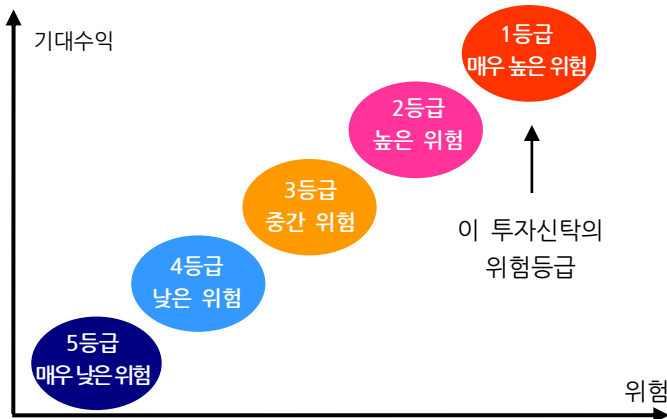 기대수익
1등급
매우 높은 위험
2등급
높은 위험
3등급
중간 위험
이 투자신탁의
위험등급
4등급
낮은 위험
5등급
매우 낮은 위험
위험